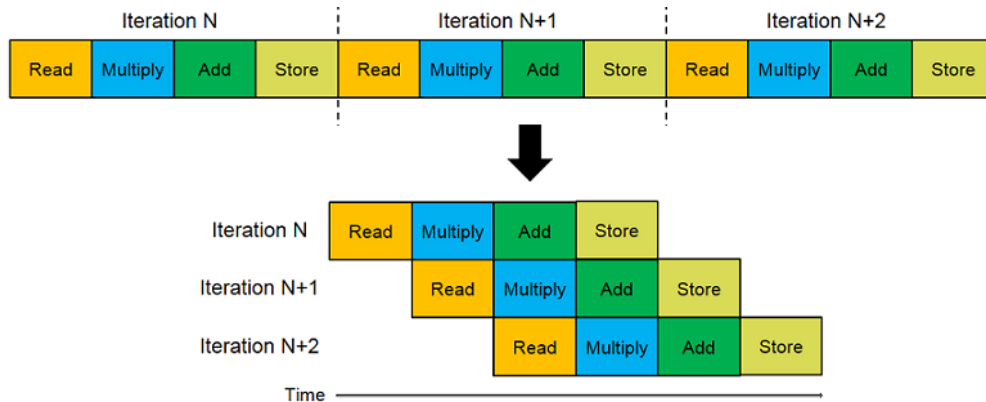 Iteration N Iteration N+1 Iteration N+2
Read Multiply Add Store Read Multiply Add Store Read Multiply Add Store
Iteration N Read Multiply Add Store
Iteration N+1 Read Multiply Add Store
Iteration N+2 Read Multiply Add Store
Time